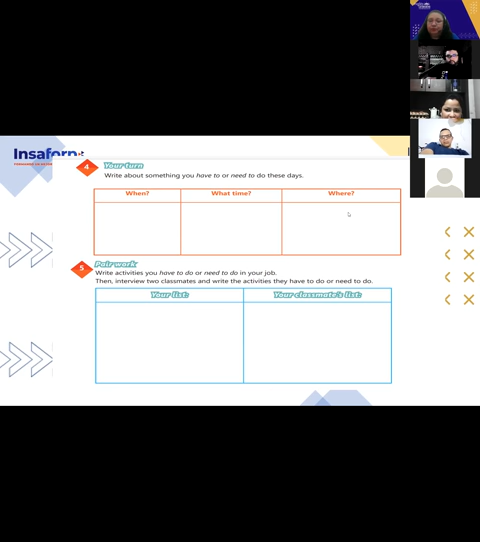 Insaforp
4 Your turn
Write about something you have to or need to do these days.
When? What time? Where?
5 Pair work
Write activities you have to do or need to do in your job.
Then, interview two classmates and write the activities they have to do or need to do.
Your list: Your classmate's list: